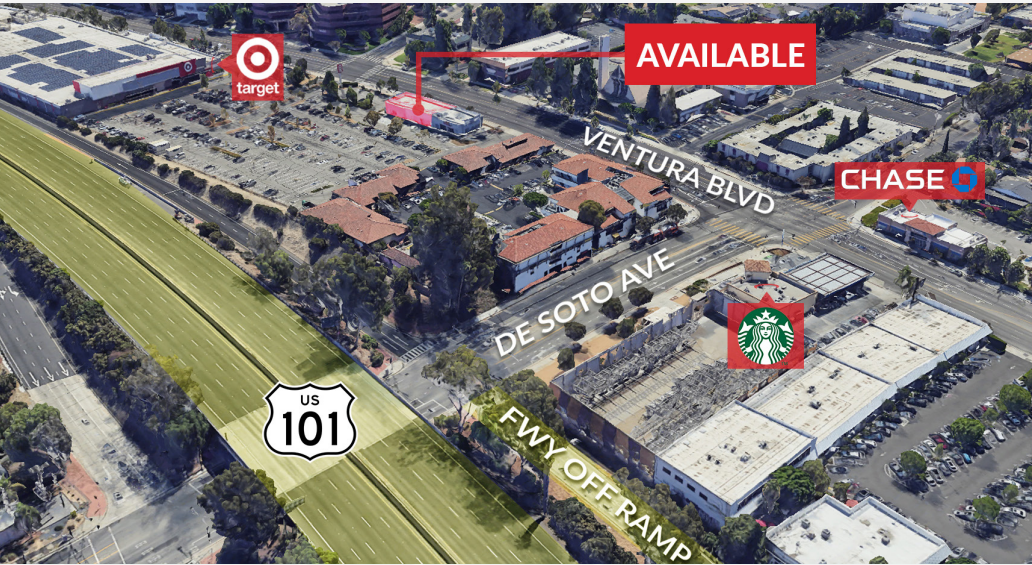 AVAILABLE
target
VENTURA BLVD
CHASE
DE SOTO AVE
US
101
FWY OFF RAMP